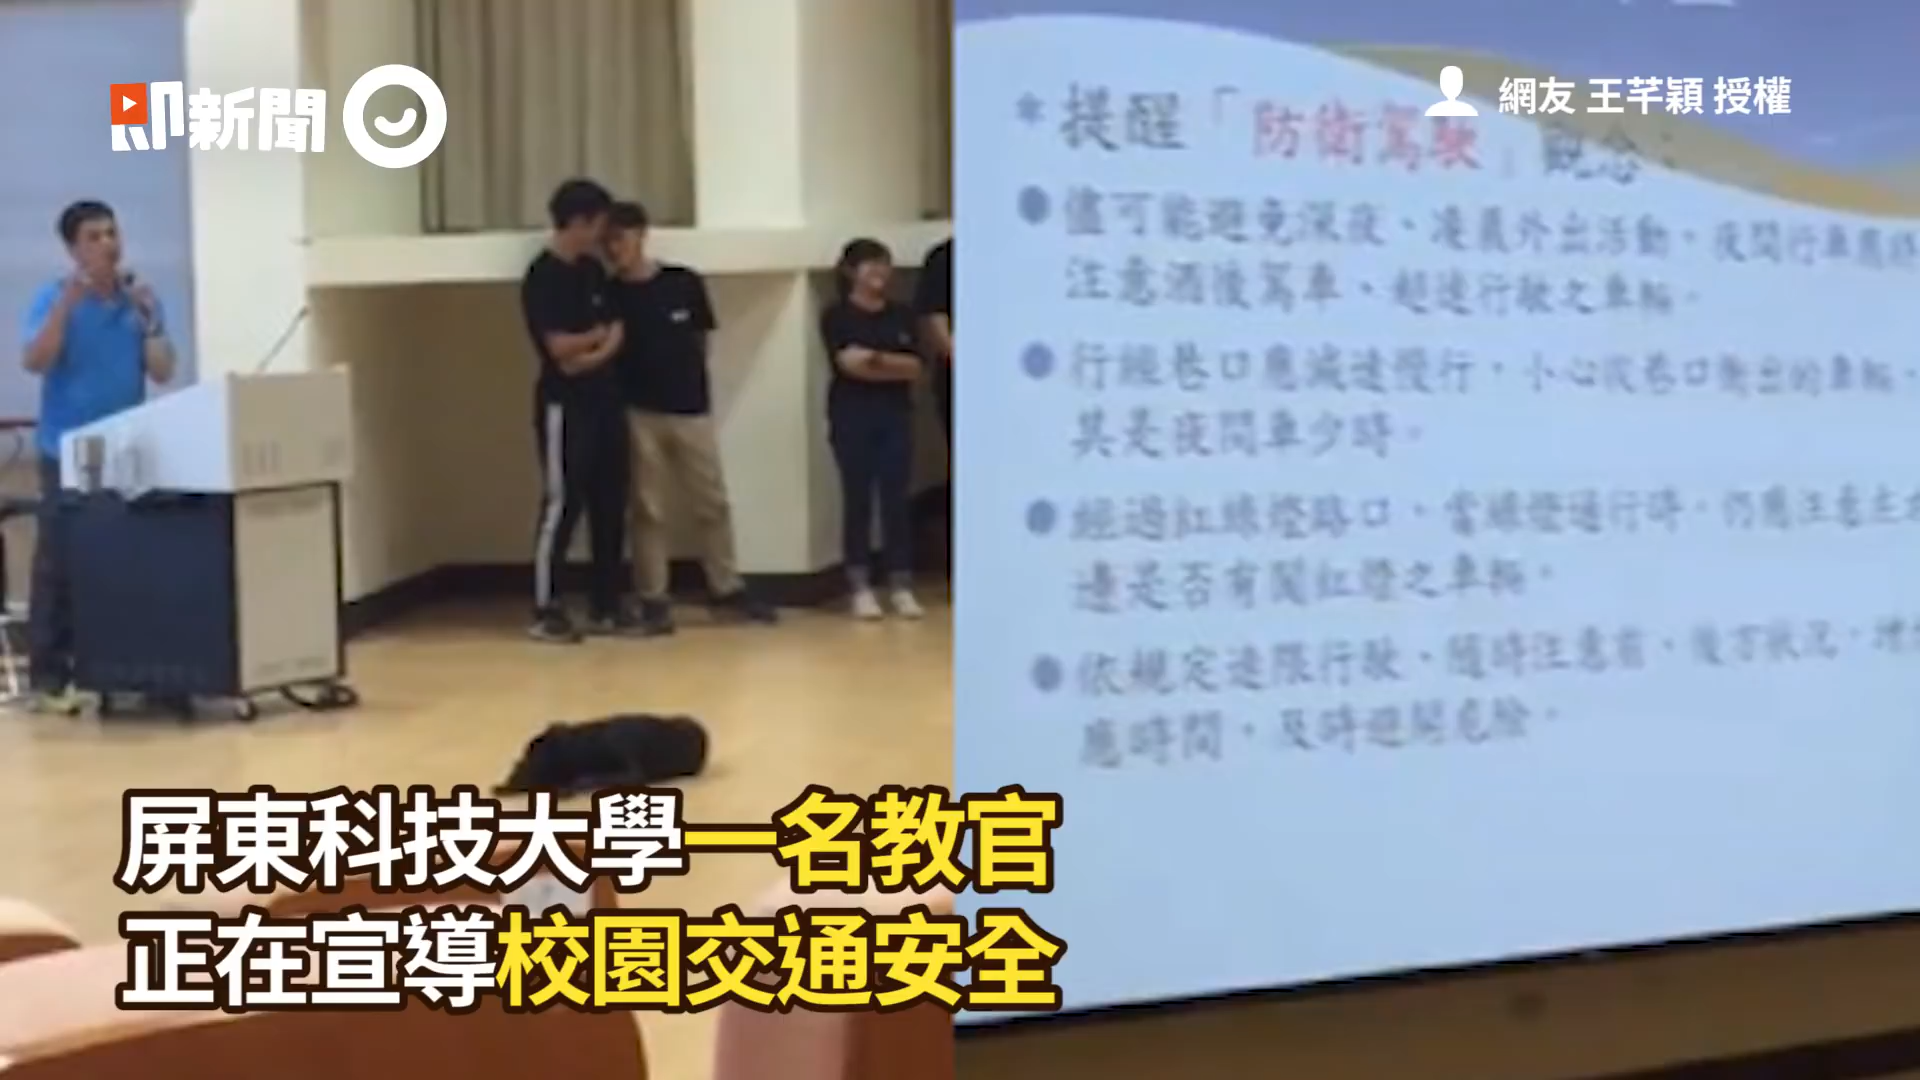 即新聞
網友 王芊穎 授權
*提醒「防衛駕駛」觀念：
儘可能避免深夜、凌晨外出活動，夜間行車應
注意酒後駕車、超速行駛之車輛。
行經巷口應減速慢行，小心從巷口衝出的車輛，
其是夜間車少時。
經過紅綠燈路口，當綠燈通行時，仍應注意左
邊是否有闖紅燈之車輛。
依規定速限行駛，隨時注意前、後方狀況，增
應時間，及時避開危險。
屏東科技大學一名教官
正在宣導校園交通安全